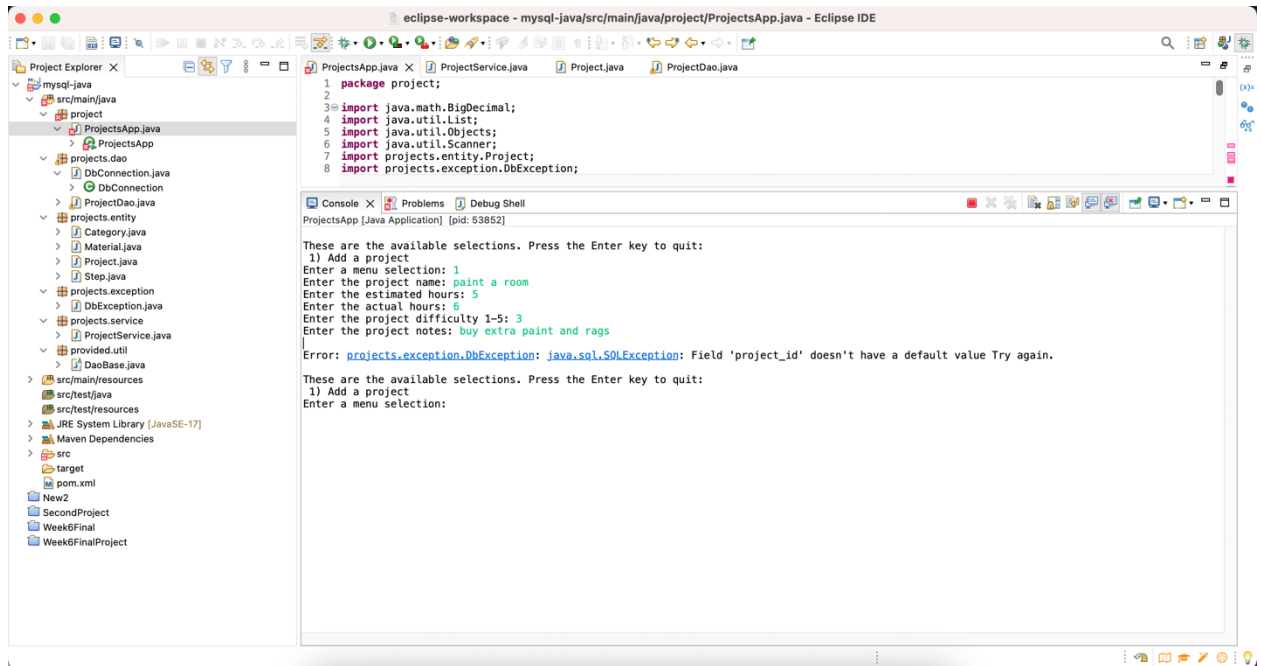 eclipse-workspace - mysql-java/src/main/java/project/ProjectsApp.java - Eclipse IDE
Project Explorer
mysql-java
src/main/java
project
ProjectsApp.java
ProjectsApp
projects.dao
DbConnection.java
DbConnection
ProjectDao.java
projects.entity
Category.java
Material.java
Project.java
Step.java
projects.exception
DbException.java
projects.service
ProjectService.java
provided.util
DaoBase.java
src/main/resources
src/test/java
src/test/resources
JRE System Library [JavaSE-17]
Maven Dependencies
src
target
pom.xml
New2
SecondProject
Week6Final
Week6FinalProject
ProjectsApp.java ProjectService.java Project.java ProjectDao.java
1 package project;
2
3 import java.math.BigDecimal;
4 import java.util.List;
5 import java.util.Objects;
6 import java.util.Scanner;
7 import projects.entity.Project;
8 import projects.exception.DbException;
Console Problems Debug Shell
ProjectsApp [Java Application] [pid: 53852]
These are the available selections. Press the Enter key to quit:
1) Add a project
Enter a menu selection: 1
Enter the project name: paint a room
Enter the estimated hours: 5
Enter the actual hours: 6
Enter the project difficulty 1-5: 3
Enter the project notes: buy extra paint and rags
Error: projects.exception.DbException: java.sql.SQLException: Field 'project_id' doesn't have a default value Try again.
These are the available selections. Press the Enter key to quit:
1) Add a project
Enter a menu selection:
(x)=